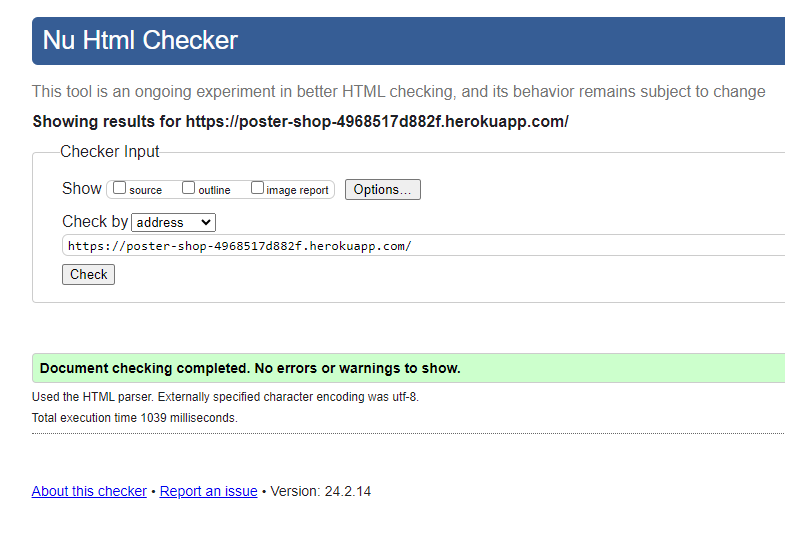 Nu Html Checker
This tool is an ongoing experiment in better HTML checking, and its behavior remains subject to change
Showing results for https://poster-shop-4968517d882f.herokuapp.com/
Checker Input
Show source outline image report Options...
Check by address
https://poster-shop-4968517d882f.herokuapp.com/
Check
Document checking completed. No errors or warnings to show.
Used the HTML parser. Externally specified character encoding was utf-8.
Total execution time 1039 milliseconds.
About this checker • Report an issue • Version: 24.2.14